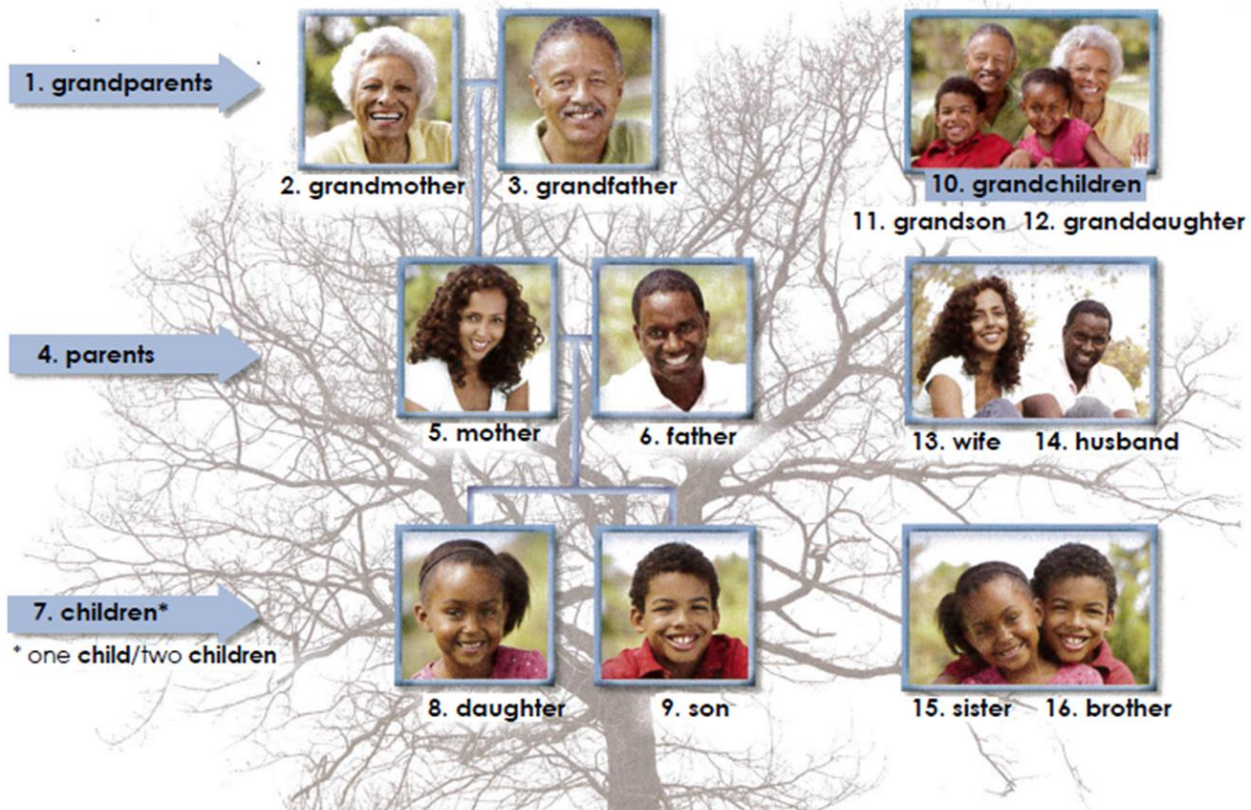 1. grandparents
2. grandmother
3. grandfather
10. grandchildren
11. grandson 12. granddaughter
4. parents
5. mother
6. father
13. wife 14. husband
7. children*
* one child/two children
8. daughter
9. son
15. sister 16. brother